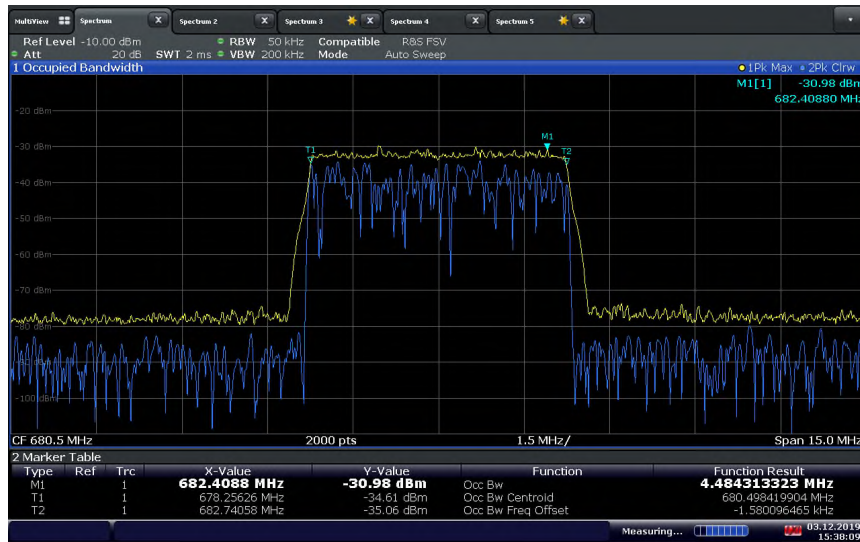 MultiView Spectrum X Spectrum 2 X Spectrum 3 X Spectrum 4 X Spectrum 5 X
Ref Level -10.00 dBm RBW 50 kHz Compatible R&S FSV
Att 20 dB SWT 2 ms VBW 200 kHz Mode Auto Sweep
1 Occupied Bandwidth 1Pk Max 2Pk Clrw
M1[1] -30.98 dBm
682.40880 MHz
-20 dBm
-30 dBm
M1
T1
T2
-40 dBm
-50 dBm
-60 dBm
-70 dBm
-80 dBm
-90 dBm
-100 dBm
CF 680.5 MHz 2000 pts 1.5 MHz/ Span 15.0 MHz
2 Marker Table
Type Ref Trc X-Value Y-Value Function Function Result
M1 1 682.4088 MHz -30.98 dBm Occ Bw 4.484313323 MHz
T1 1 678.25626 MHz -34.61 dBm Occ Bw Centroid 680.498419904 MHz
T2 1 682.74058 MHz -35.06 dBm Occ Bw Freq Offset -1.580096465 kHz
Measuring... 03.12.2019
15:38:09